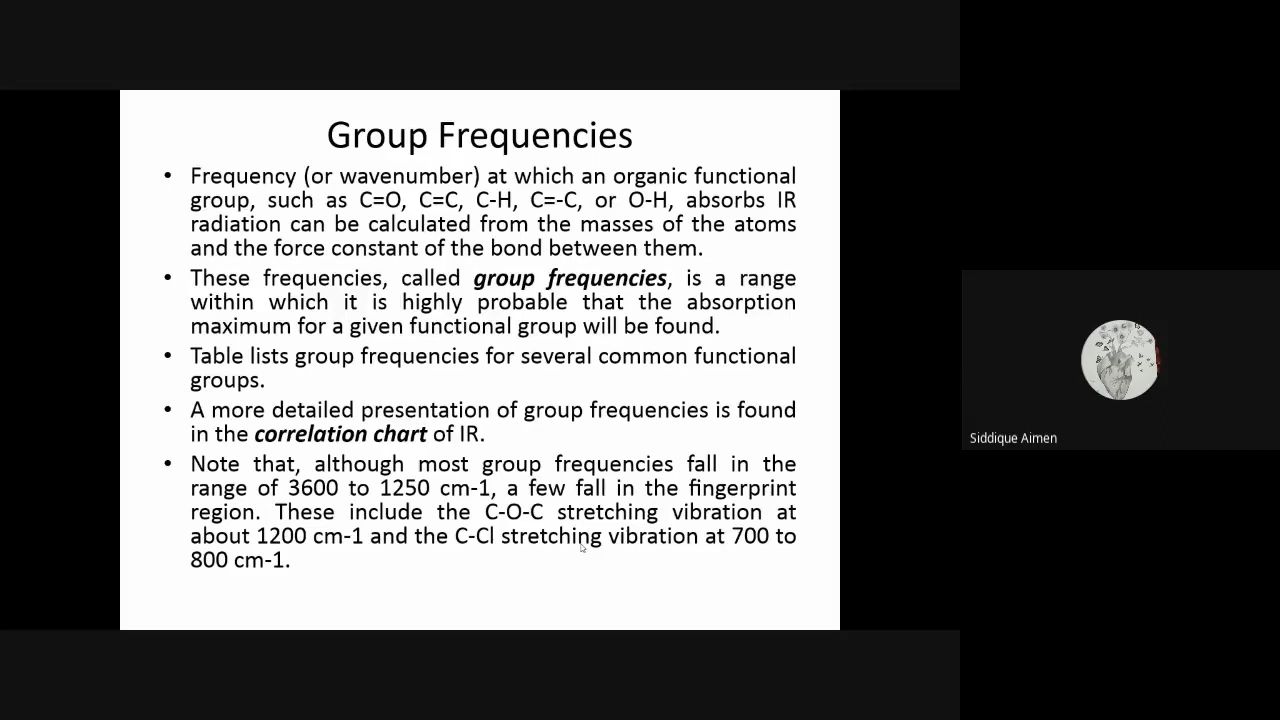 Group Frequencies
• Frequency (or wavenumber) at which an organic functional
group, such as C=O, C=C, C-H, C=-C, or O-H, absorbs IR
radiation can be calculated from the masses of the atoms
and the force constant of the bond between them.
• These frequencies, called group frequencies, is a range
within which it is highly probable that the absorption
maximum for a given functional group will be found.
• Table lists group frequencies for several common functional
groups.
• A more detailed presentation of group frequencies is found
in the correlation chart of IR.
• Note that, although most group frequencies fall in the
range of 3600 to 1250 cm-1, a few fall in the fingerprint
region. These include the C-O-C stretching vibration at
about 1200 cm-1 and the C-Cl stretching vibration at 700 to
800 cm-1.
Siddique Aimen